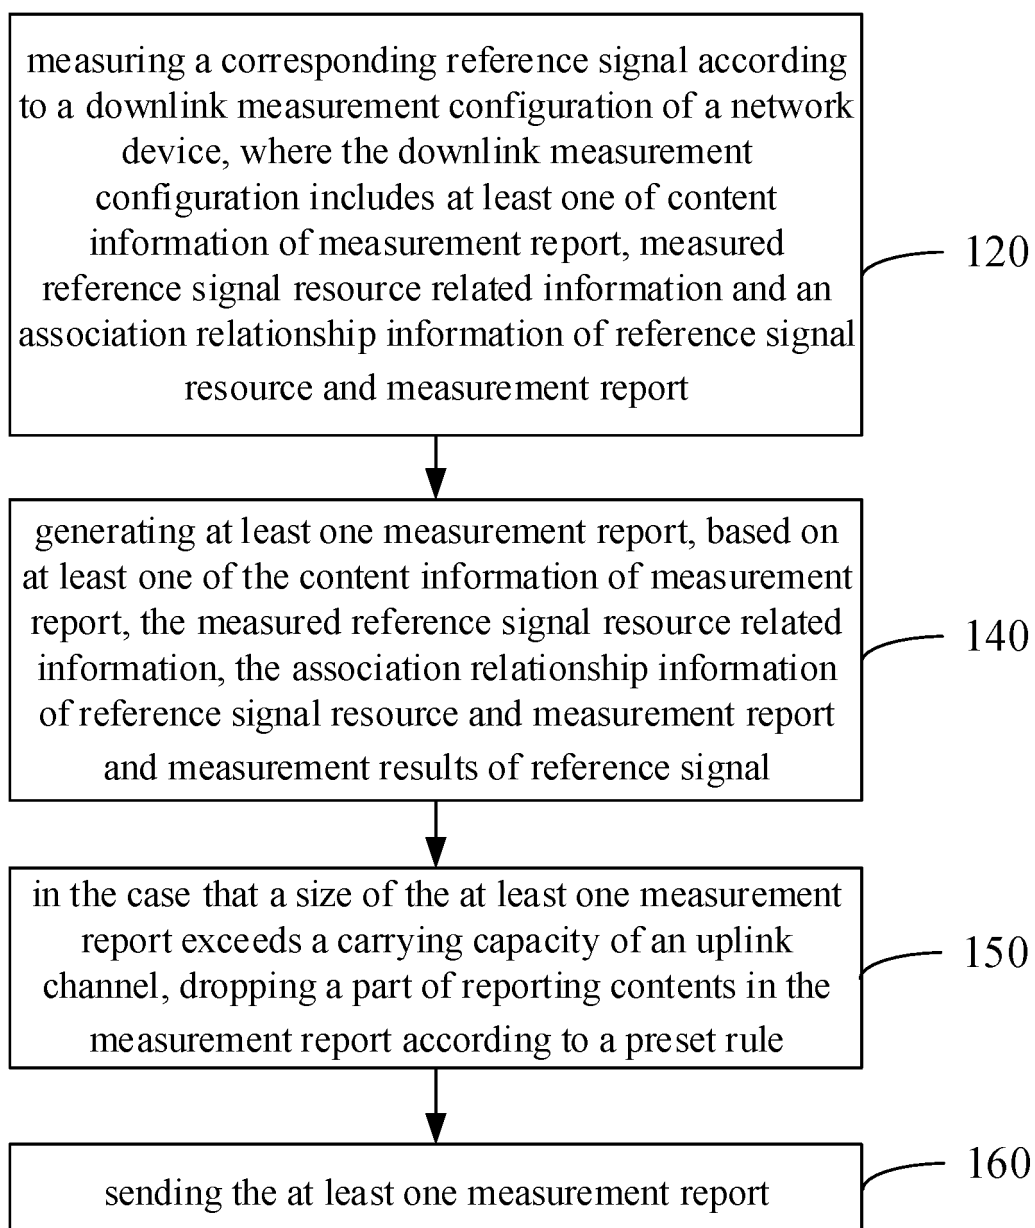 measuring a corresponding reference signal according
to a downlink measurement configuration of a network
device, where the downlink measurement
configuration includes at least one of content
information of measurement report, measured
reference signal resource related information and an
association relationship information of reference signal
resource and measurement report
120
generating at least one measurement report, based on
at least one of the content information of measurement
report, the measured reference signal resource related
information, the association relationship information
of reference signal resource and measurement report
and measurement results of reference signal
140
in the case that a size of the at least one measurement
report exceeds a carrying capacity of an uplink
channel, dropping a part of reporting contents in the
measurement report according to a preset rule
150
sending the at least one measurement report
160